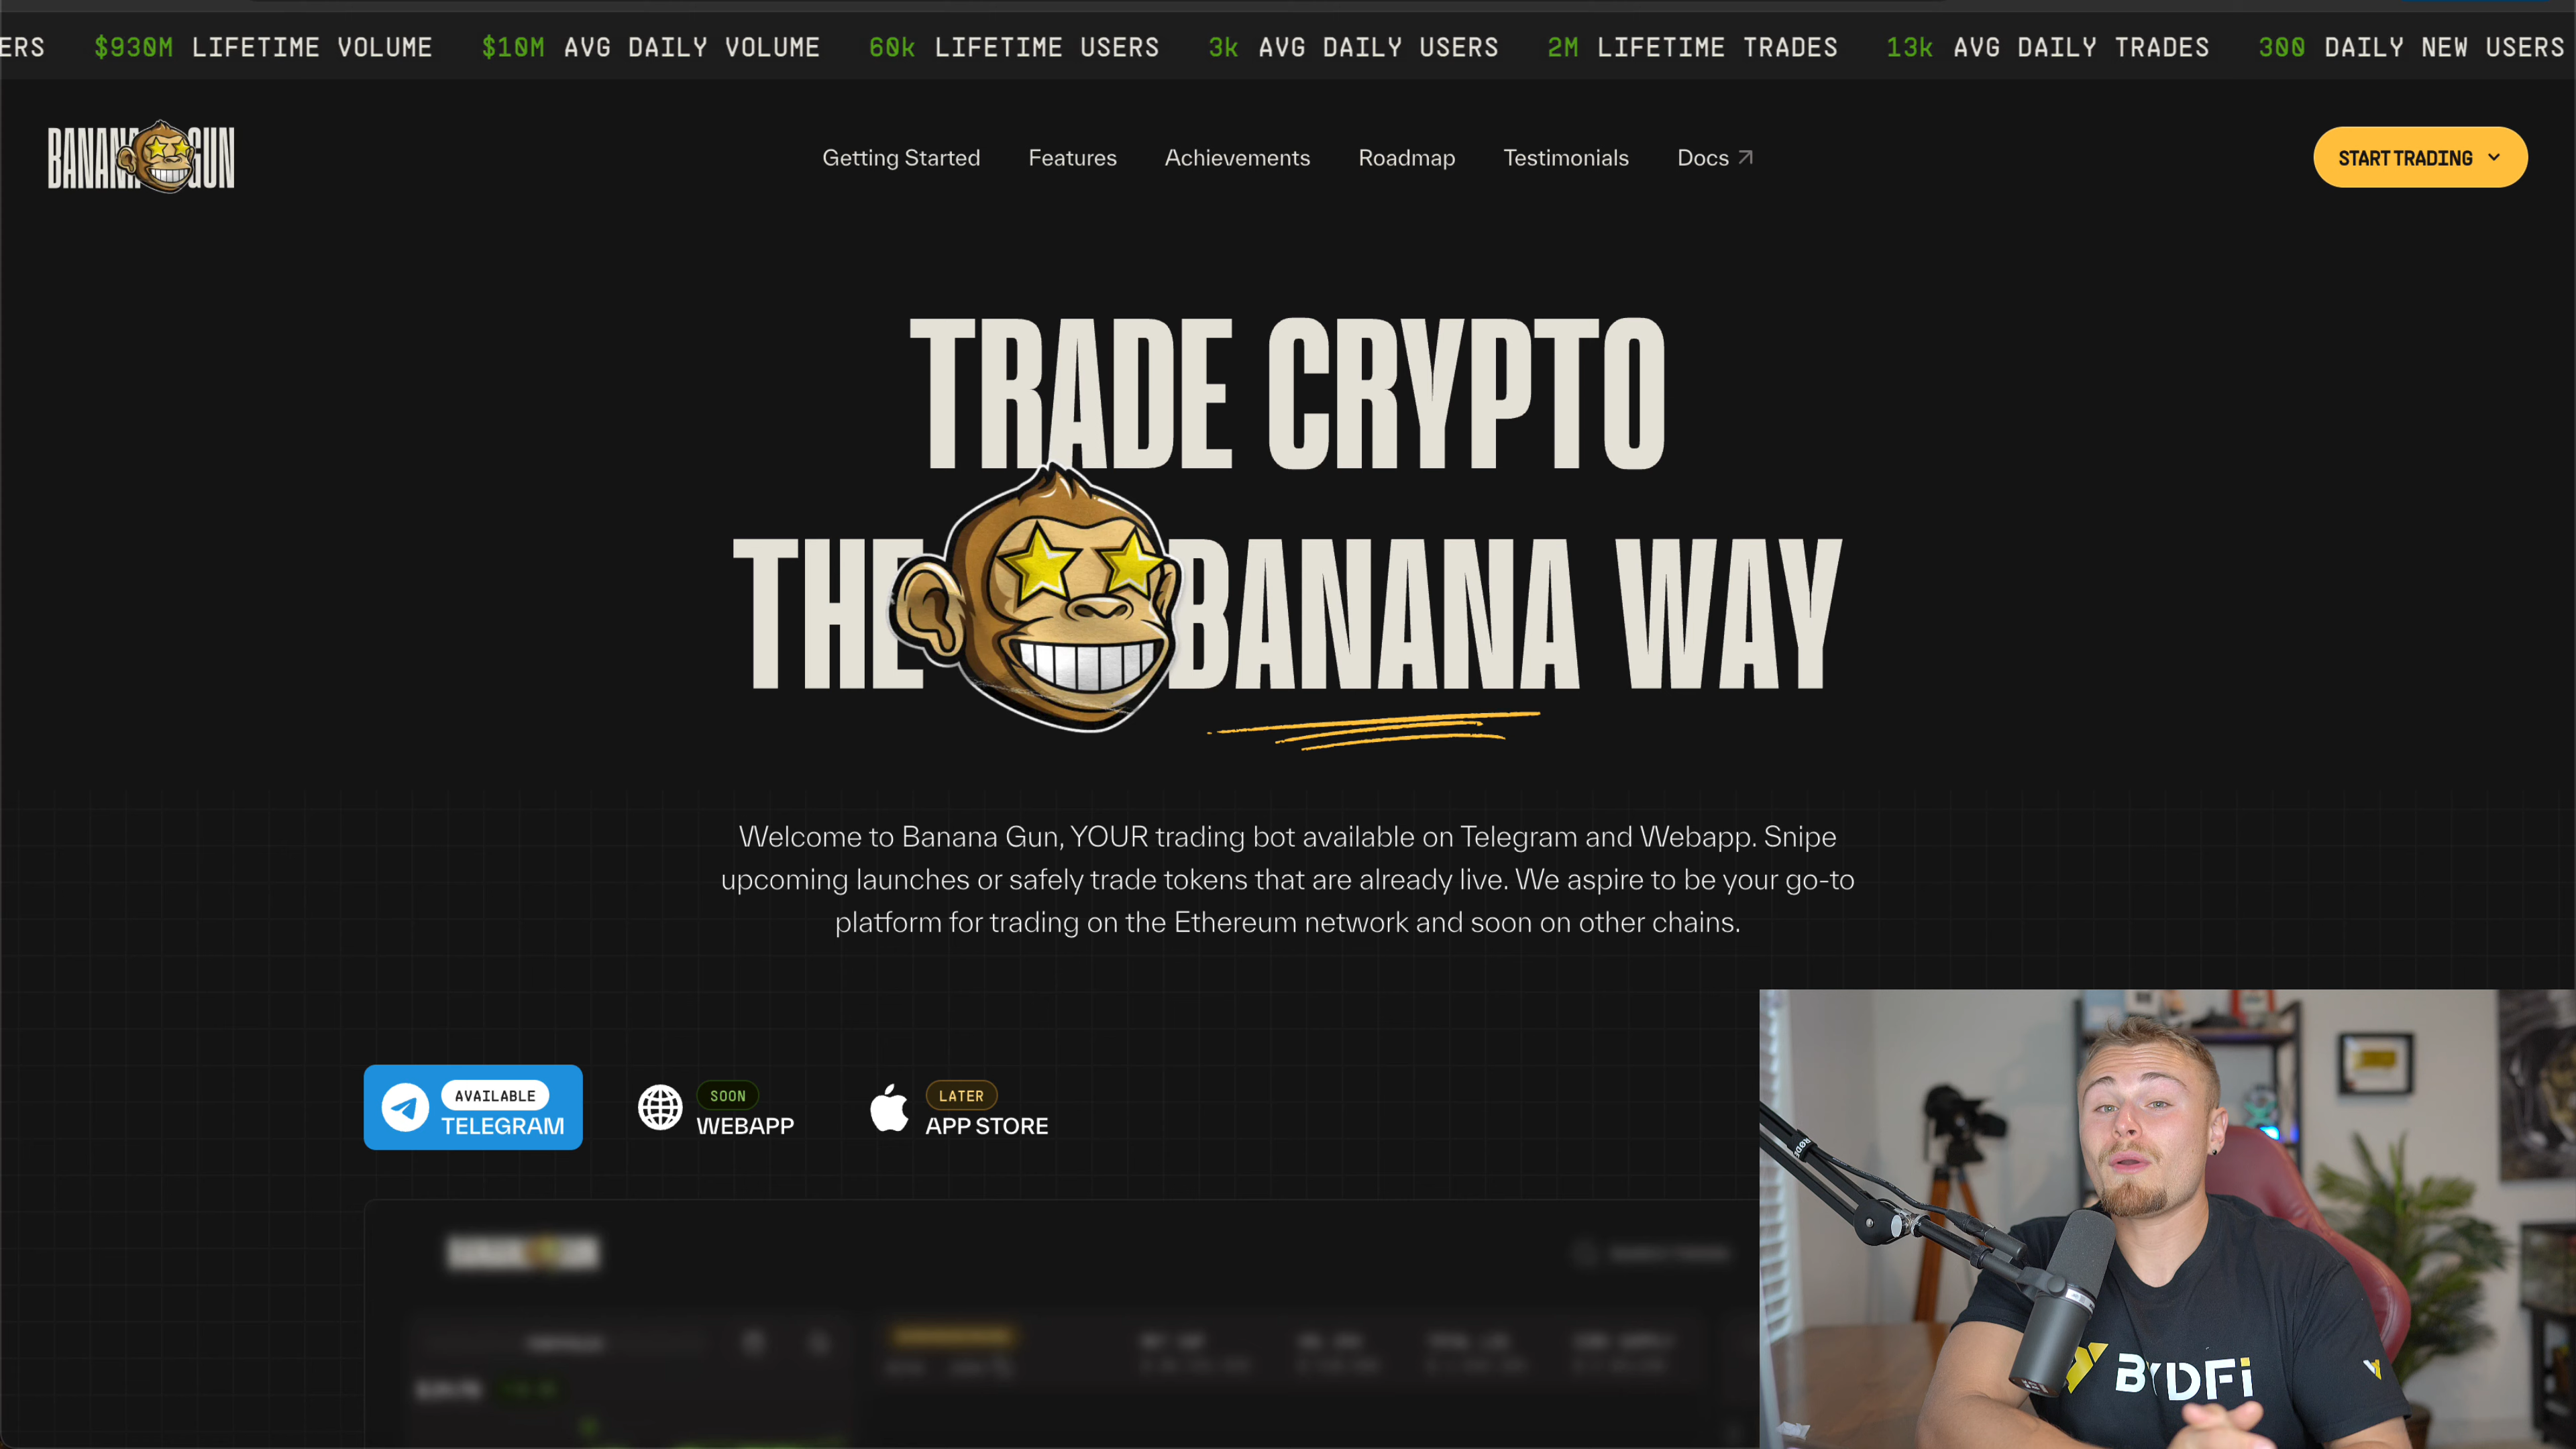 ERS $930M LIFETIME VOLUME $10M AVG DAILY VOLUME 60k LIFETIME USERS 3k AVG DAILY USERS 2M LIFETIME TRADES 13k AVG DAILY TRADES 300 DAILY NEW USERS
BANANA GUN Getting Started Features Achievements Roadmap Testimonials Docs START TRADING
TRADE CRYPTO
THE BANANA WAY
Welcome to Banana Gun, YOUR trading bot available on Telegram and Webapp. Snipe
upcoming launches or safely trade tokens that are already live. We aspire to be your go-to
platform for trading on the Ethereum network and soon on other chains.
AVAILABLE
TELEGRAM
SOON
WEBAPP
LATER
APP STORE
RØDE
BYDFi